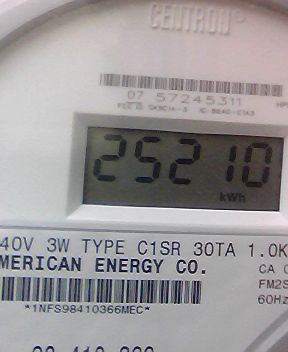 CENTRON®
07 57245311
25210
kWh
40V 3W TYPE C1SR 30TA 1.0K
MERICAN ENERGY CO.
CA 0
FM2S
60Hz
*1NFS98410366MEC*